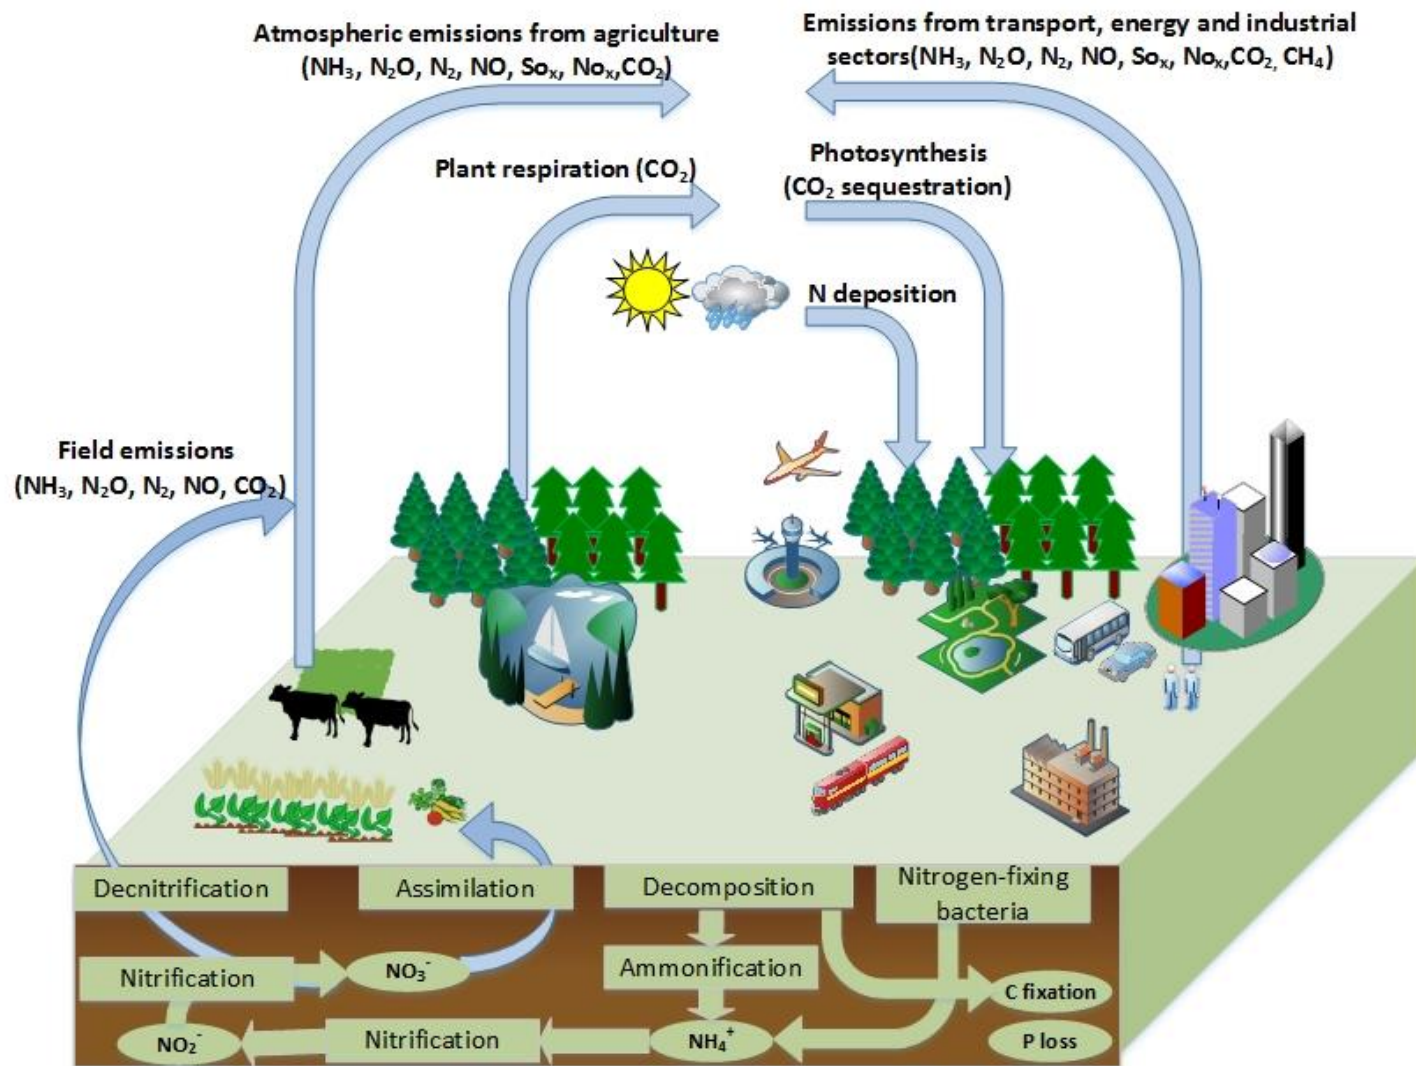 Atmospheric emissions from agriculture
(NH₃, N₂O, N₂, NO, Soₓ, Noₓ,CO₂)
Emissions from transport, energy and industrial
sectors(NH₃, N₂O, N₂, NO, Soₓ, Noₓ,CO₂, CH₄)
Plant respiration (CO₂)
Photosynthesis
(CO₂ sequestration)
N deposition
Field emissions
(NH₃, N₂O, N₂, NO, CO₂)
Decnitrification
Assimilation
Decomposition
Nitrogen-fixing
bacteria
Nitrification
NO₃⁻
Ammonification
C fixation
NO₂⁻
Nitrification
NH₄⁺
P loss